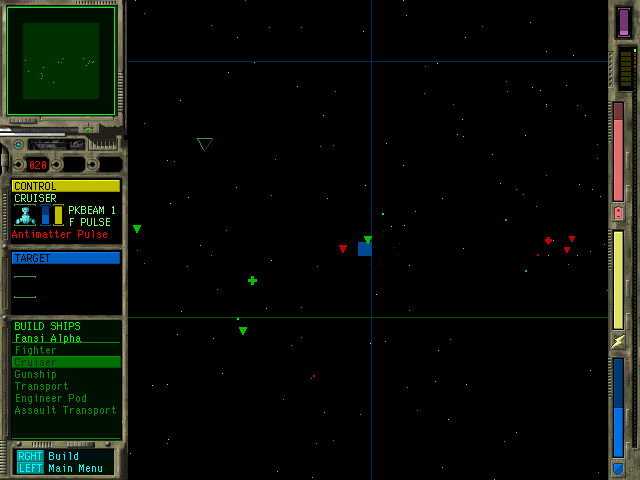 020
CONTROL
CRUISER
PKBEAM 1
F PULSE
Antimatter Pulse
TARGET
BUILD SHIPS
Fansi Alpha
Fighter
Cruiser
Gunship
Transport
Engineer Pod
Assault Transport
RGHT Build
LEFT Main Menu